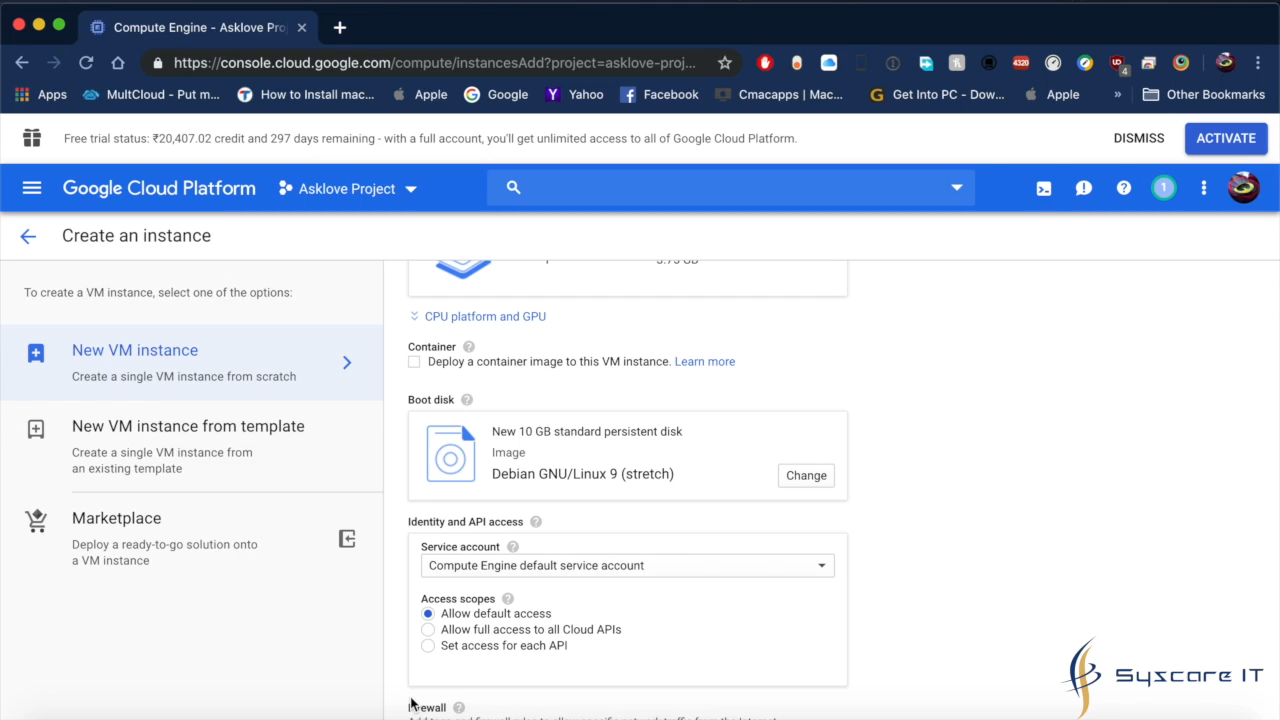 Compute Engine - Asklove Pro
https://console.cloud.google.com/compute/instancesAdd?project=asklove-proj...
4320
4
Apps
MultCloud - Put m...
How to Install mac...
Apple
Google
Yahoo
Facebook
Cmacapps | Mac...
Get Into PC - Dow...
Apple
»
Other Bookmarks
Free trial status: ₹20,407.02 credit and 297 days remaining - with a full account, you'll get unlimited access to all of Google Cloud Platform.
DISMISS
ACTIVATE
Google Cloud Platform
Asklove Project
1
Create an instance
To create a VM instance, select one of the options:
New VM instance
Create a single VM instance from scratch
New VM instance from template
Create a single VM instance from
an existing template
Marketplace
Deploy a ready-to-go solution onto
a VM instance
3.75 GB
CPU platform and GPU
Container
Deploy a container image to this VM instance. Learn more
Boot disk
New 10 GB standard persistent disk
Image
Debian GNU/Linux 9 (stretch)
Change
Identity and API access
Service account
Compute Engine default service account
Access scopes
Allow default access
Allow full access to all Cloud APIs
Set access for each API
Firewall
Syscare IT